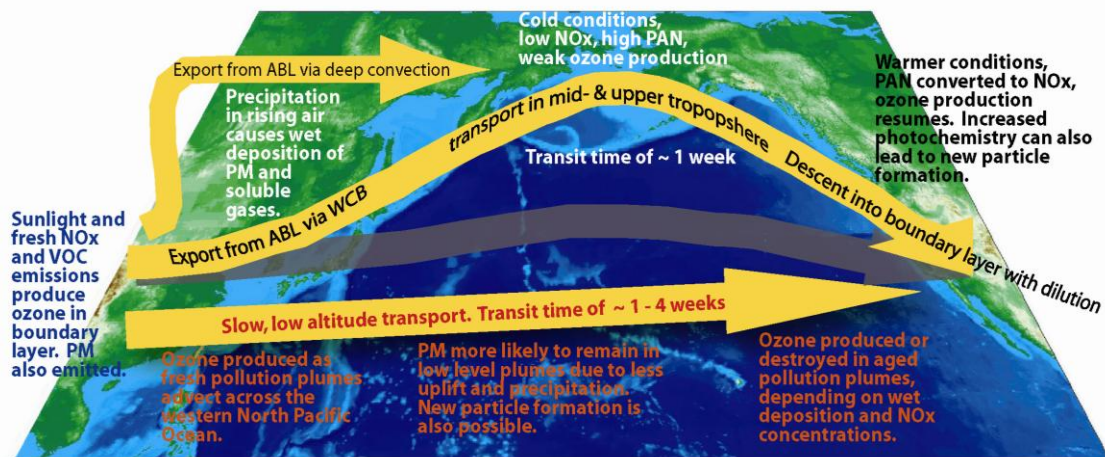 Cold conditions,
low NOx, high PAN,
weak ozone production
Export from ABL via deep convection
Warmer conditions,
PAN converted to NOx,
ozone production
resumes. Increased
photochemistry can also
lead to new particle
formation.
Precipitation
in rising air
causes wet
deposition of
PM and
soluble
gases.
transport in mid- & upper tropopshere
Transit time of ~ 1 week
Sunlight and
fresh NOx
and VOC
emissions
produce
ozone in
boundary
layer. PM
also emitted.
Export from ABL via WCB
Descent into boundary layer with dilution
Slow, low altitude transport. Transit time of ~ 1 - 4 weeks
Ozone produced as
fresh pollution plumes
advect across the
western North Pacific
Ocean.
PM more likely to remain in
low level plumes due to less
uplift and precipitation.
New particle formation is
also possible.
Ozone produced or
destroyed in aged
pollution plumes,
depending on wet
deposition and NOx
concentrations.